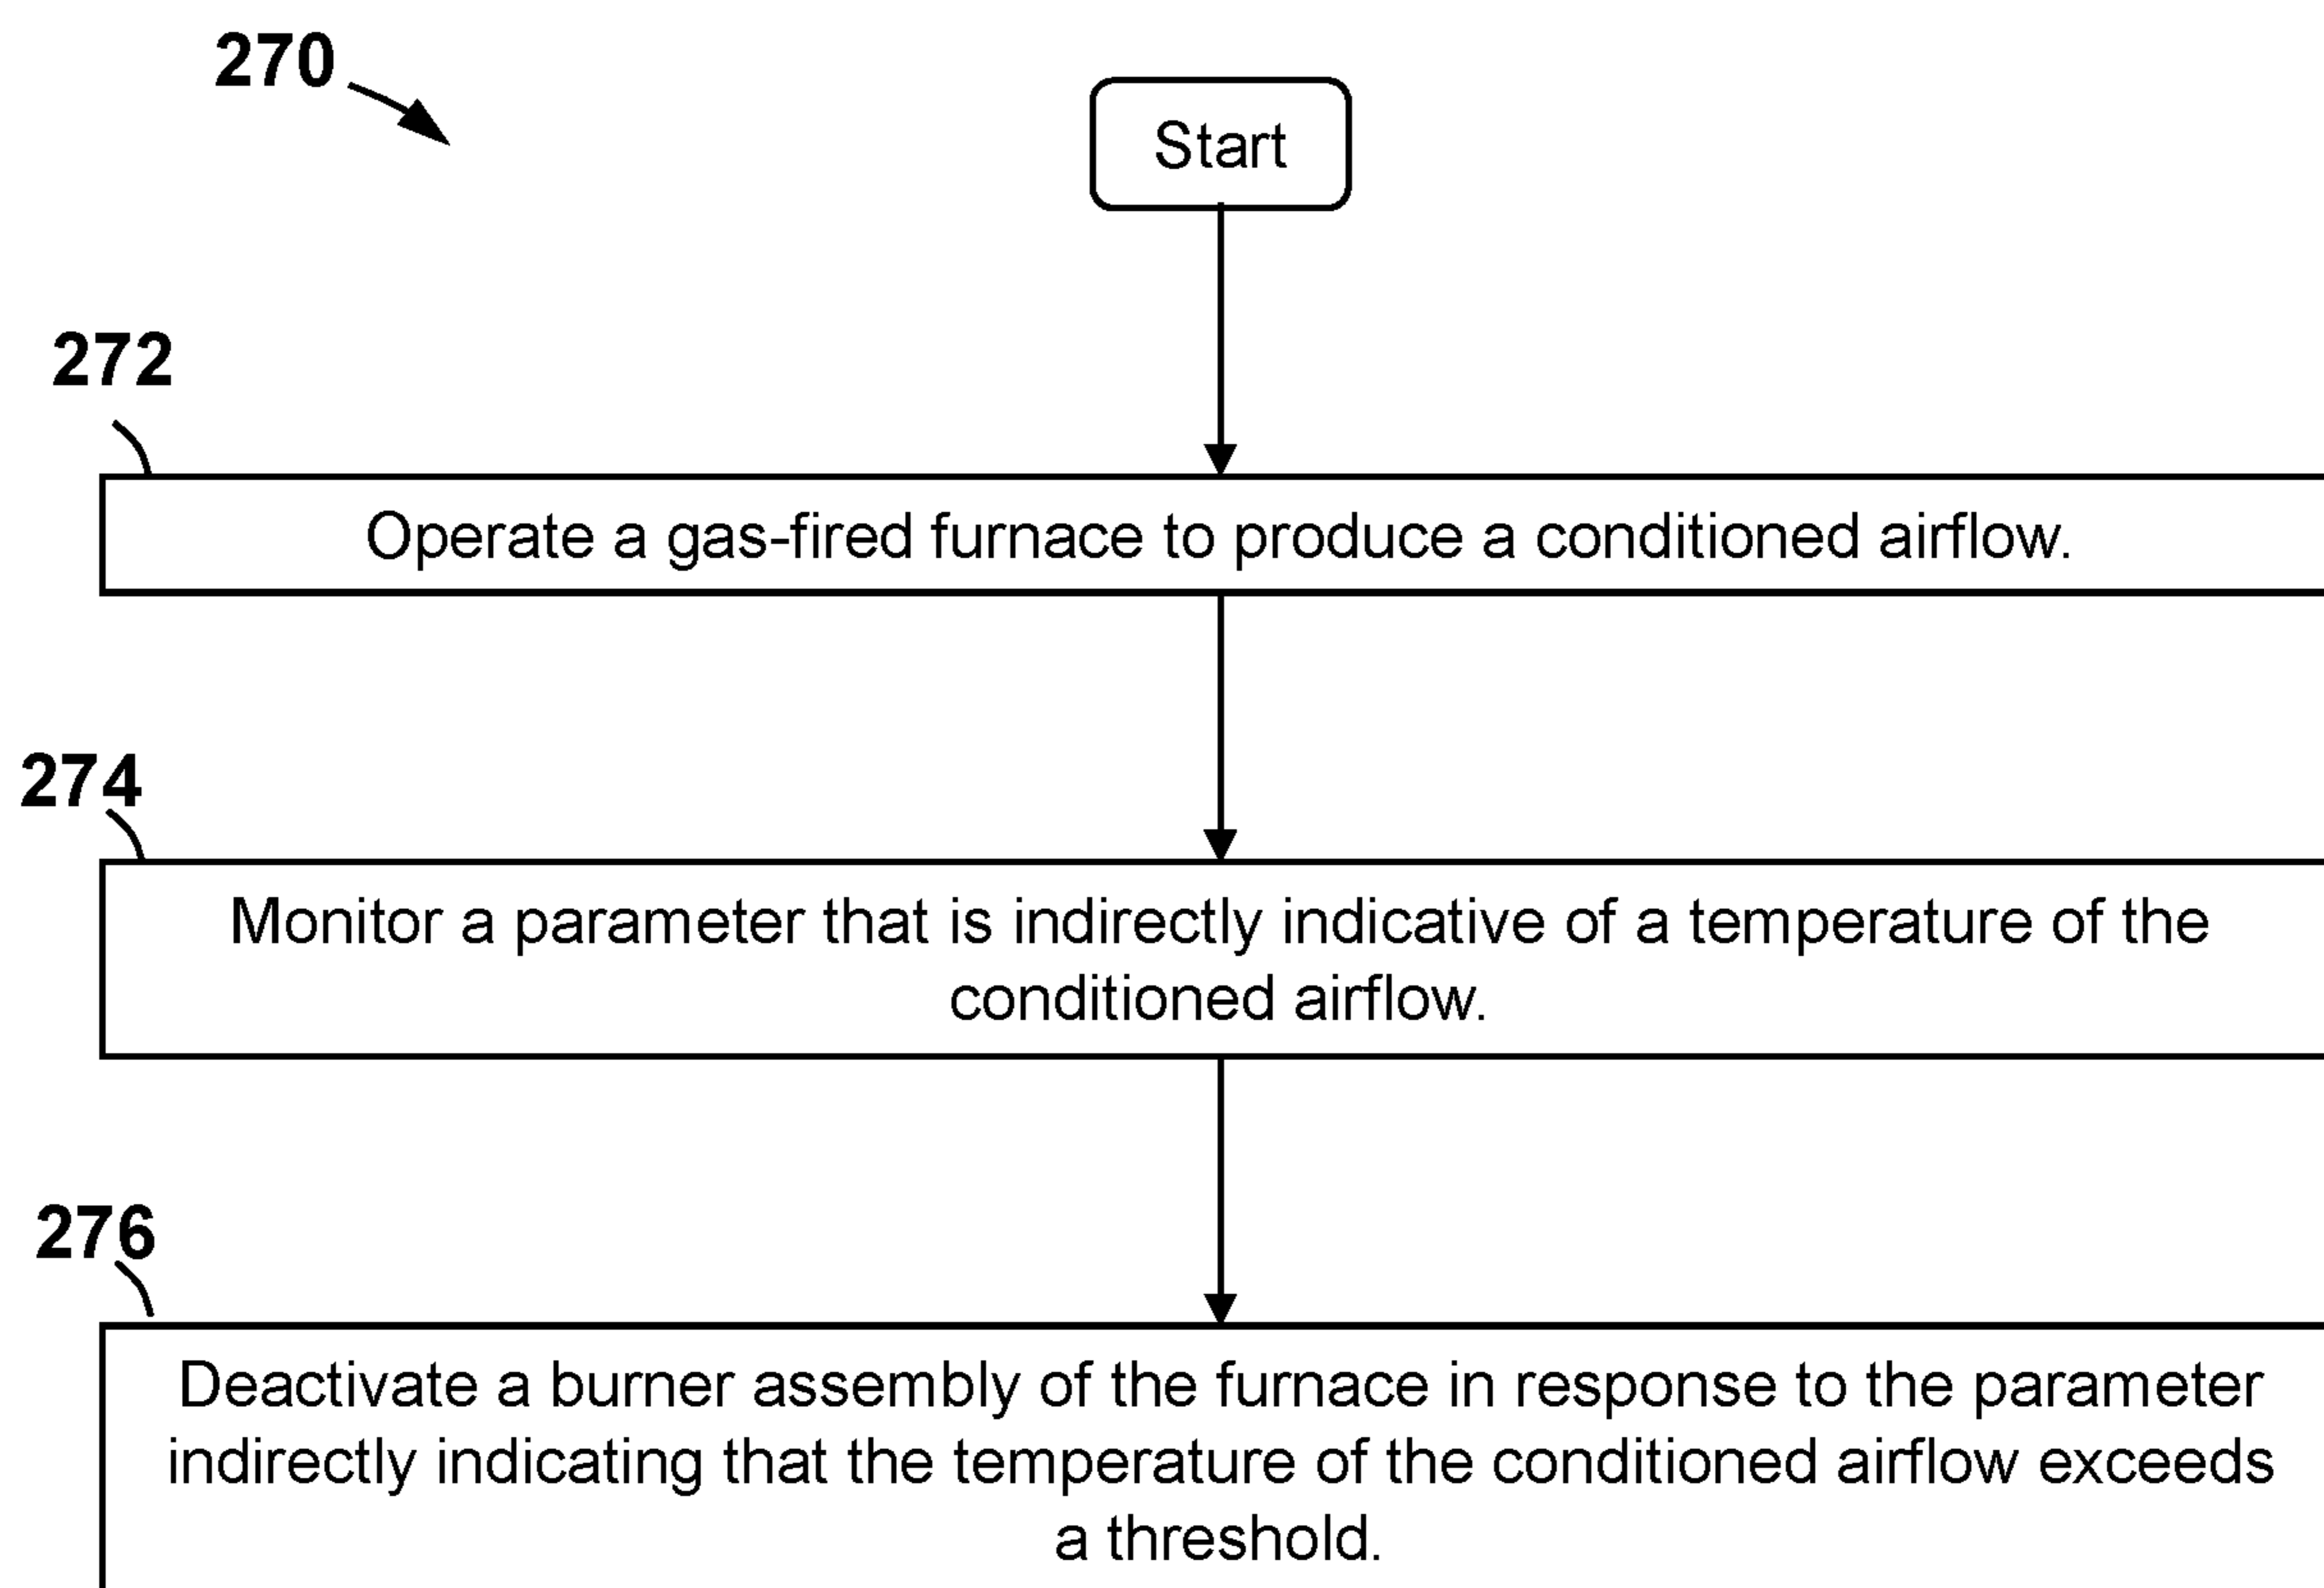 270
Start
272
Operate a gas-fired furnace to produce a conditioned airflow.
274
Monitor a parameter that is indirectly indicative of a temperature of the
conditioned airflow.
276
Deactivate a burner assembly of the furnace in response to the parameter
indirectly indicating that the temperature of the conditioned airflow exceeds
a threshold.